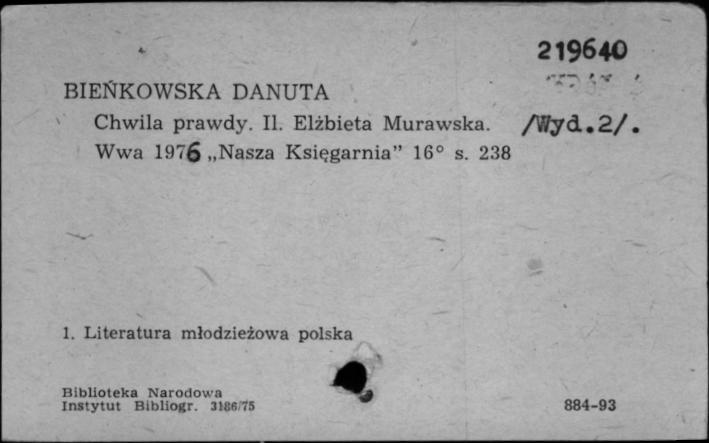 219640
BIEŃKOWSKA DANUTA
Chwila prawdy. Il. Elżbieta Murawska. /Wyd.2/.
Wwa 1976 „Nasza Księgarnia” 16° s. 238
1. Literatura młodzieżowa polska
Biblioteka Narodowa
Instytut Bibliogr. 3186/75
884-93